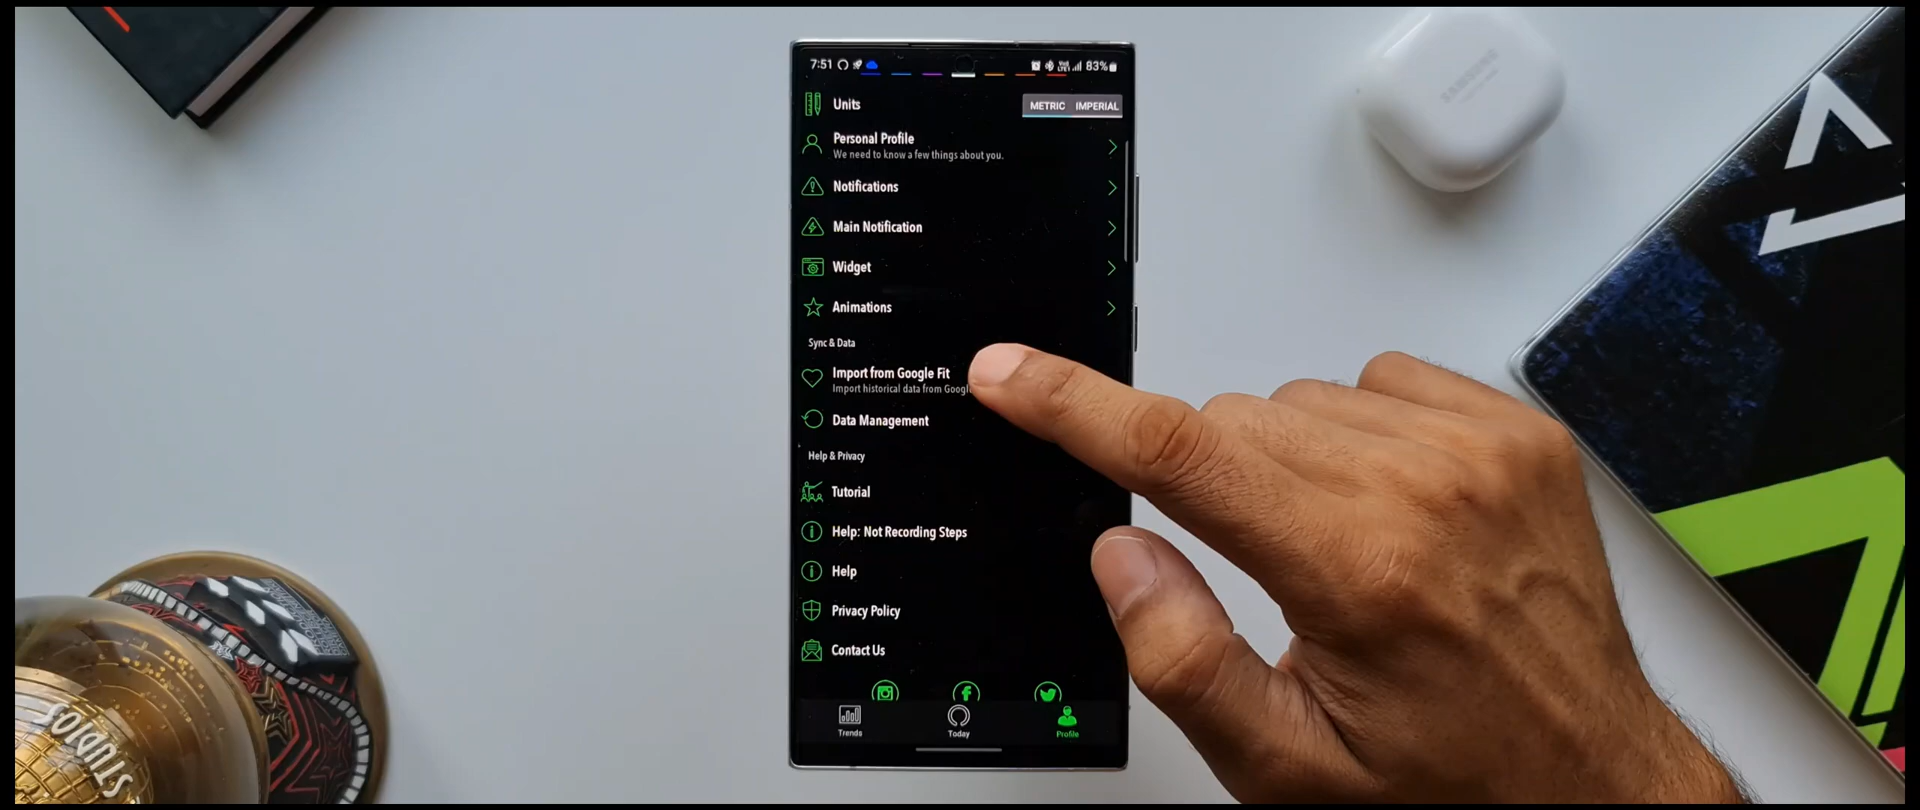 7:51
83%
Units
METRIC IMPERIAL
Personal Profile
We need to know a few things about you.
Notifications
Main Notification
Widget
Animations
Sync & Data
Import from Google Fit
Import historical data from
Data Management
Help & Privacy
Tutorial
Help: Not Recording Steps
Help
Privacy Policy
Contact Us
Trends
Today
Profile
SAMSUNG
STUDIOS